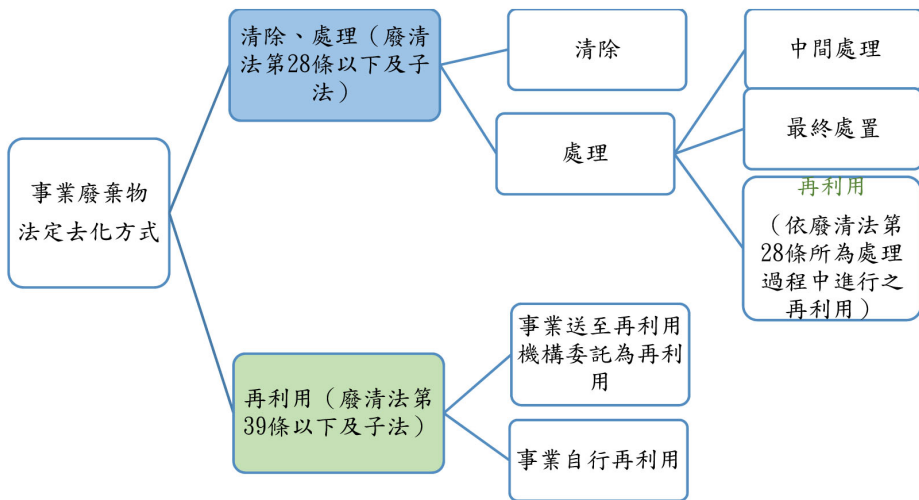 事業廢棄物
法定去化方式
清除、處理（廢清
法第28條以下及子
法）
清除
處理
中間處理
最終處置
再利用
（依廢清法第
28條所為處理
過程中進行之
再利用）
再利用（廢清法第
39條以下及子法）
事業送至再利用
機構委託為再利
用
事業自行再利用